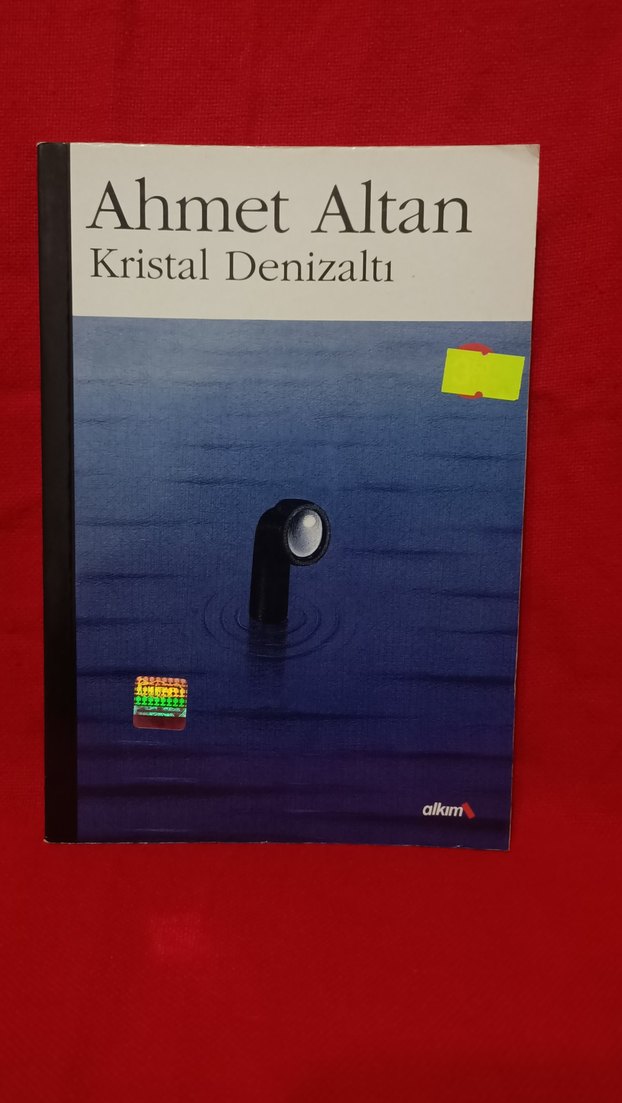 Ahmet Altan
Kristal Denizaltı
alkım